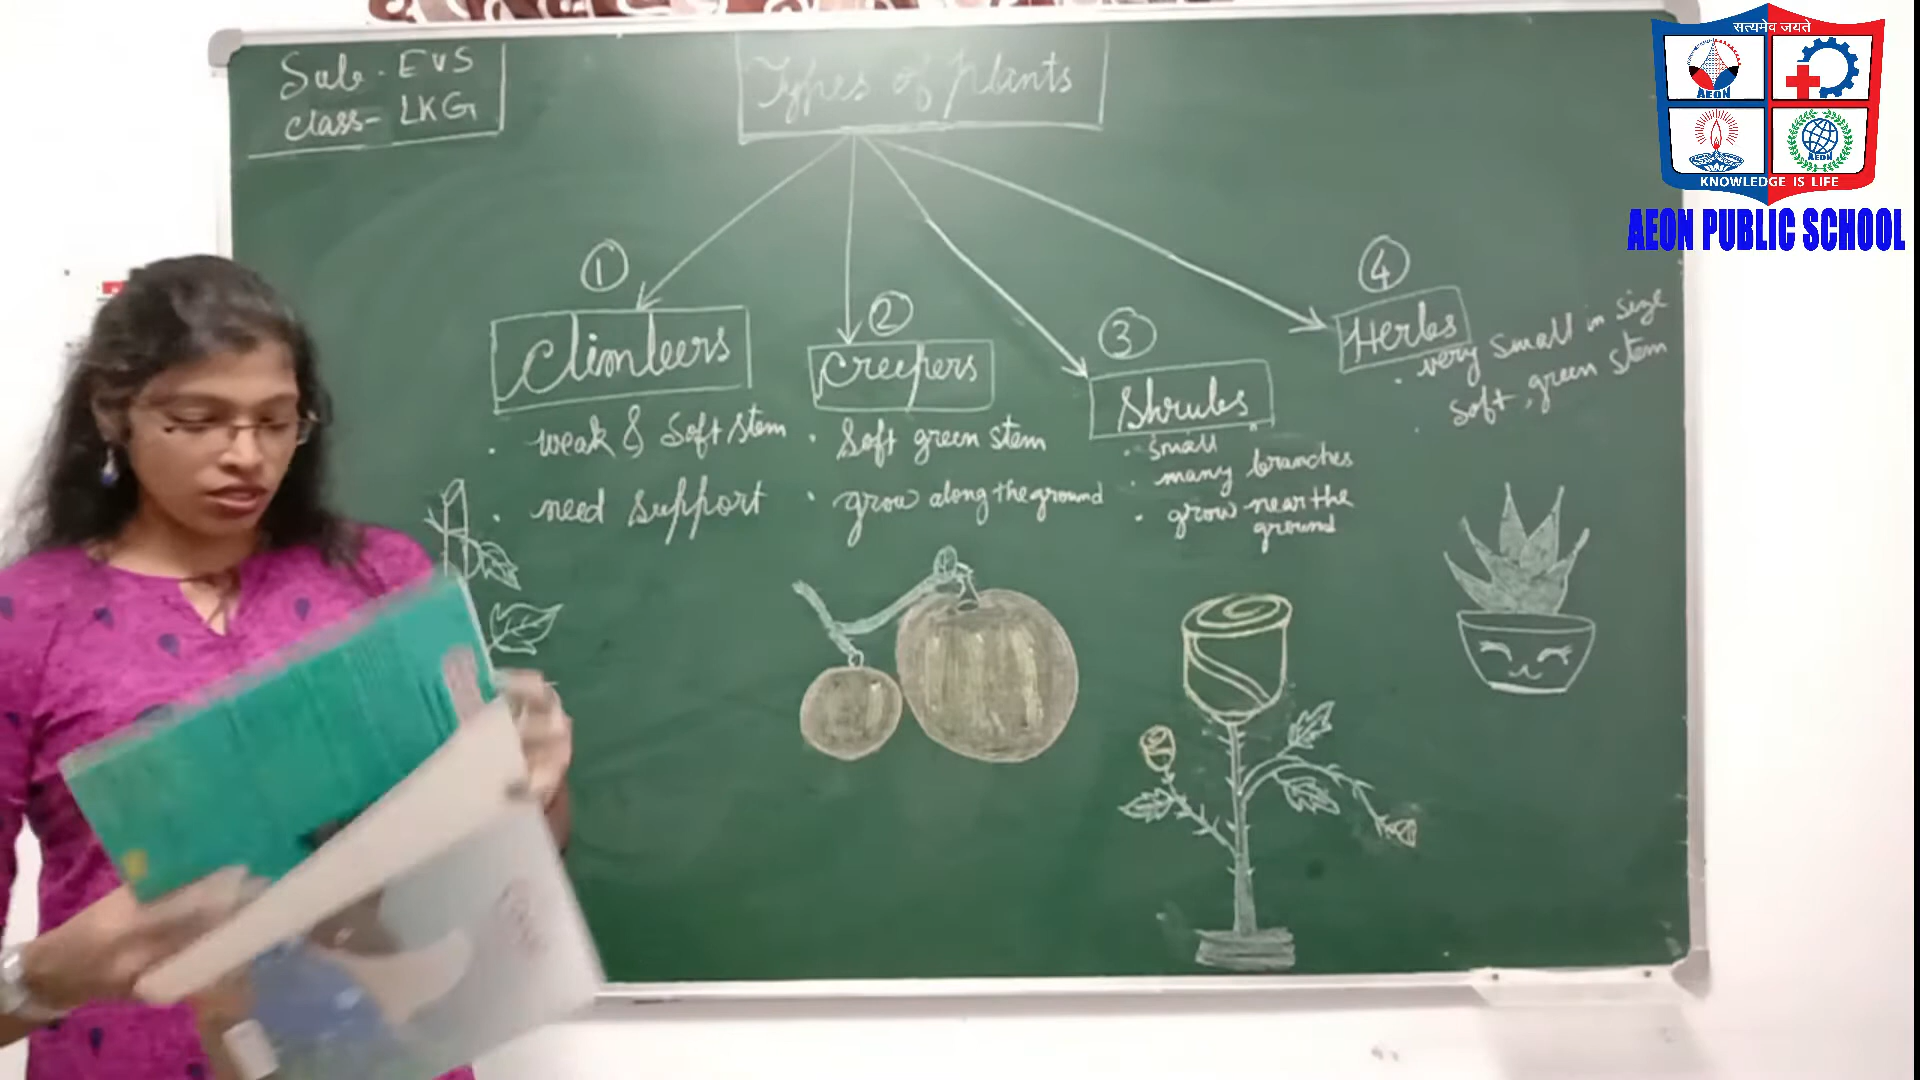 Sub - EVS
Class - LKG
Types of plants
1
Climbers
. weak & soft stem
. need support
2
Creepers
. Soft green stem
. grow along the ground
3
Shrubs
. small
. many branches
. grow near the
ground
4
Herbs
. very small in size
. soft, green stem
सत्यमेव जयते
AEON
AEON
KNOWLEDGE IS LIFE
AEON PUBLIC SCHOOL